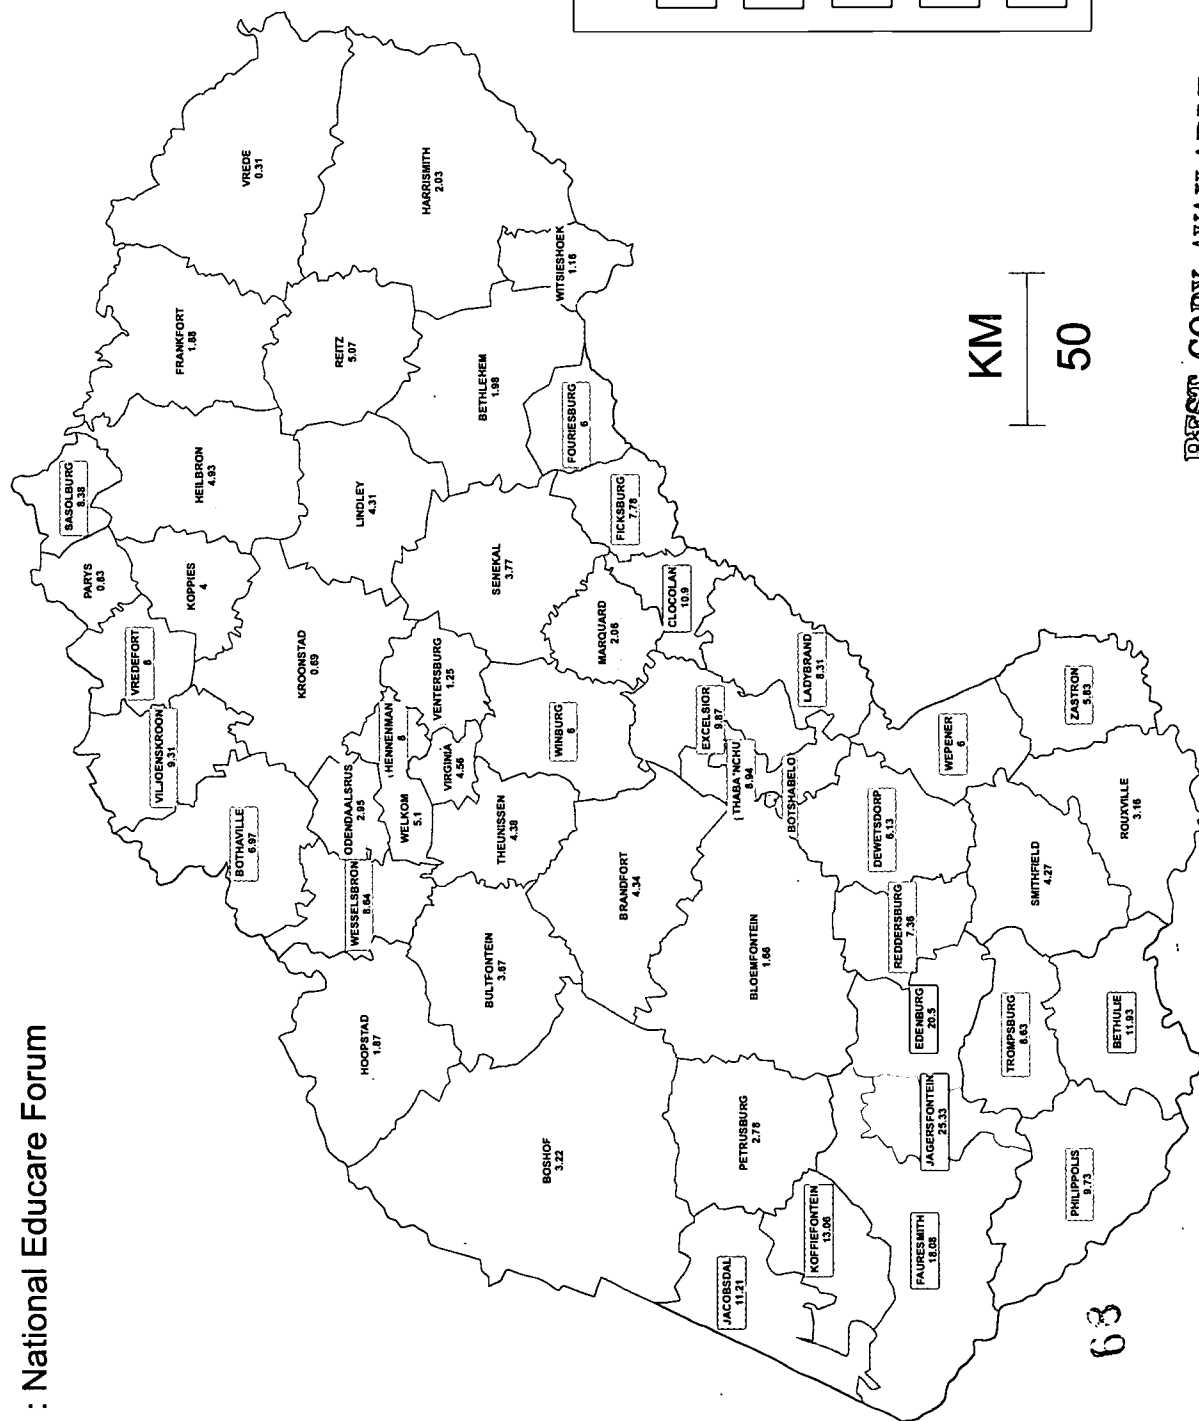 : National Educare Forum
VREDE
0.31
HARRISMITH
2.03
WITSIESHOEK
1.16
FRANKFORT
1.88
REITZ
5.07
BETHLEHEM
1.98
FOURIESBURG
6
SASOLBURG
8.38
HEILBRON
4.93
LINDLEY
4.31
FICKSBURG
7.78
PARYS
0.63
KOPPIES
4
SENEKAL
3.77
CLOCOLAN
10.9
VREDEFORT
8
KROONSTAD
0.69
MARQUARD
2.06
VILJOENSKROON
9.31
VENTERSBURG
1.25
HENNENMAN
8
VIRGINIA
4.56
WINBURG
6
EXCELSIOR
9.87
LADYBRAND
8.31
BOTHAVILLE
6.97
ODENDAALSRUS
2.95
WELKOM
5.1
THEUNISSEN
4.38
THABA'NCHU
8.94
BOTSHABELO
WEPENER
6
ZASTRON
5.83
WESSELSBRON
8.64
BRANDFORT
4.34
DEWETSDORP
6.13
ROUXVILLE
3.16
BULTFONTEIN
3.67
BLOEMFONTEIN
1.66
REDDERSBURG
7.36
SMITHFIELD
4.27
HOOPSTAD
1.87
EDENBURG
20.5
TROMPSBURG
8.63
BETHULIE
11.93
BOSHOF
3.22
PETRUSBURG
2.78
JAGERSFONTEIN
25.33
KOFFIEFONTEIN
13.06
PHILIPPOLIS
9.73
JACOBSDAL
11.21
FAURESMITH
18.08
KM
50
63